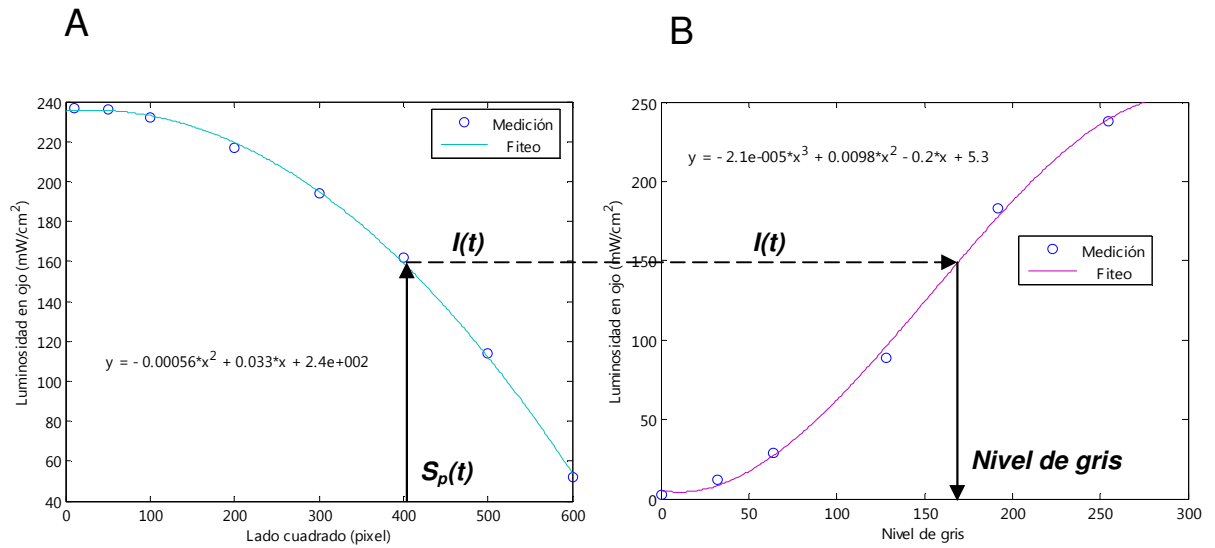 A
B
240
220
200
180
160
140
120
100
80
60
40
0
100
200
300
400
500
600
Luminosidad en ojo (mW/cm²)
Lado cuadrado (pixel)
Medición
Fiteo
I(t)
y = - 0.00056*x² + 0.033*x + 2.4e+002
Sₚ(t)
250
200
150
100
50
0
0
50
100
150
200
250
300
Luminosidad en ojo (mW/cm²)
Nivel de gris
y = - 2.1e-005*x³ + 0.0098*x² - 0.2*x + 5.3
I(t)
Medición
Fiteo
Nivel de gris